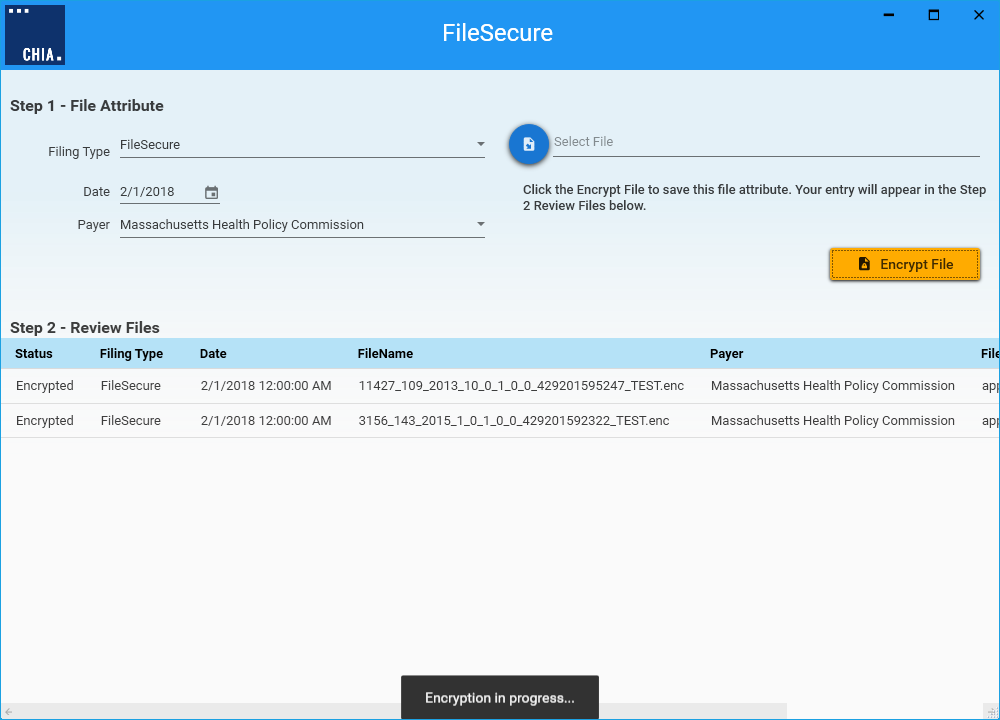 CHIA.
FileSecure
Step 1 - File Attribute
Filing Type
FileSecure
Select File
Date
2/1/2018
Click the Encrypt File to save this file attribute. Your entry will appear in the Step
2 Review Files below.
Payer
Massachusetts Health Policy Commission
Encrypt File
Step 2 - Review Files
Status Filing Type Date FileName Payer File
Encrypted FileSecure 2/1/2018 12:00:00 AM 11427_109_2013_10_0_1_0_0_429201595247_TEST.enc Massachusetts Health Policy Commission app
Encrypted FileSecure 2/1/2018 12:00:00 AM 3156_143_2015_1_0_1_0_0_429201592322_TEST.enc Massachusetts Health Policy Commission app
Encryption in progress...